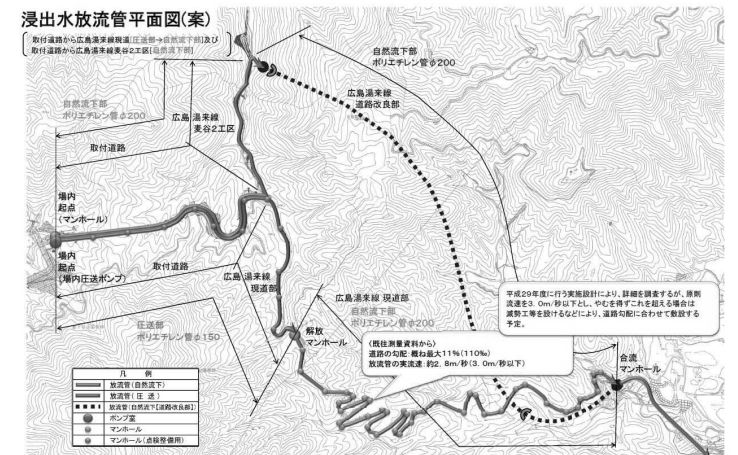 浸出水放流管平面図(案)
取付道路から広島湯来線現道[圧送部→自然流下部]及び
取付道路から広島湯来線麦谷2工区[自然流下部]
自然流下部
ポリエチレン管φ200
自然流下部
ポリエチレン管φ200
広島 湯来線
麦谷2工区
広島湯来線
道路改良部
取付道路
場内
起点
(マンホール)
場内
起点
(場内圧送ポンプ)
取付道路
広島 湯来線
現道部
圧送部
ポリエチレン管φ150
広島湯来線 現道部
自然流下部
ポリエチレン管φ200
解放
マンホール
平成29年度に行う実施設計により、詳細を調査するが、原則
流速を3.0m/秒以下とし、やむを得ずこれを超える場合は
減勢工等を設けるなどにより、道路勾配に合わせて敷設する
予定。
(既往測量資料から)
道路の勾配:概ね最大11%(110‰)
放流管の実流速:約2.8m/秒(3.0m/秒以下)
合流
マンホール
凡 例
放流管(自然流下)
放流管(圧 送)
放流管(自然流下【道路改良部】)
ポンプ室
マンホール
マンホール(点検整備用)